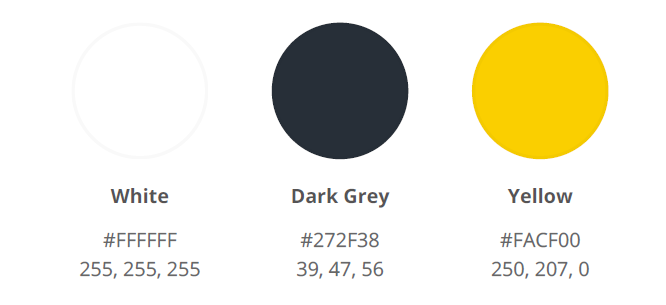 White
Dark Grey
Yellow
#FFFFFF
#272F38
#FACF00
255, 255, 255
39, 47, 56
250, 207, 0